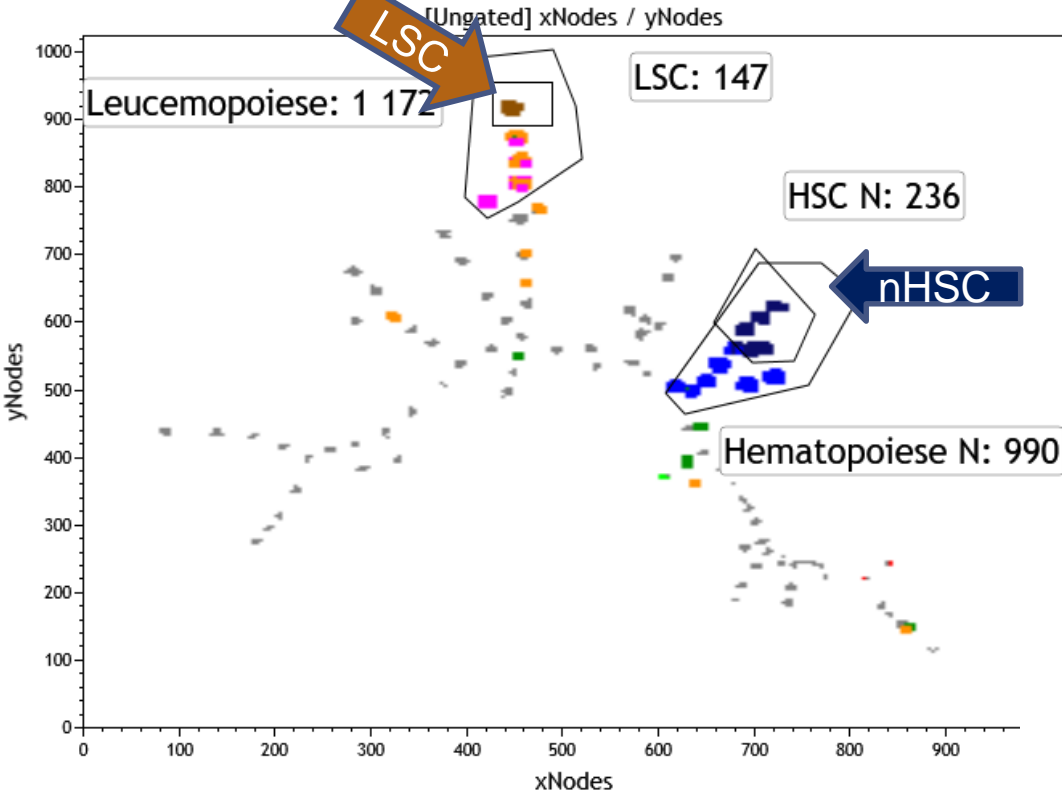 [Ungated] xNodes / yNodes
LSC
LSC: 147
Leucemopoiese: 1 172
HSC N: 236
nHSC
Hematopoiese N: 990
yNodes
1000
900
800
700
600
500
400
300
200
100
0
0 100 200 300 400 500 600 700 800 900
xNodes